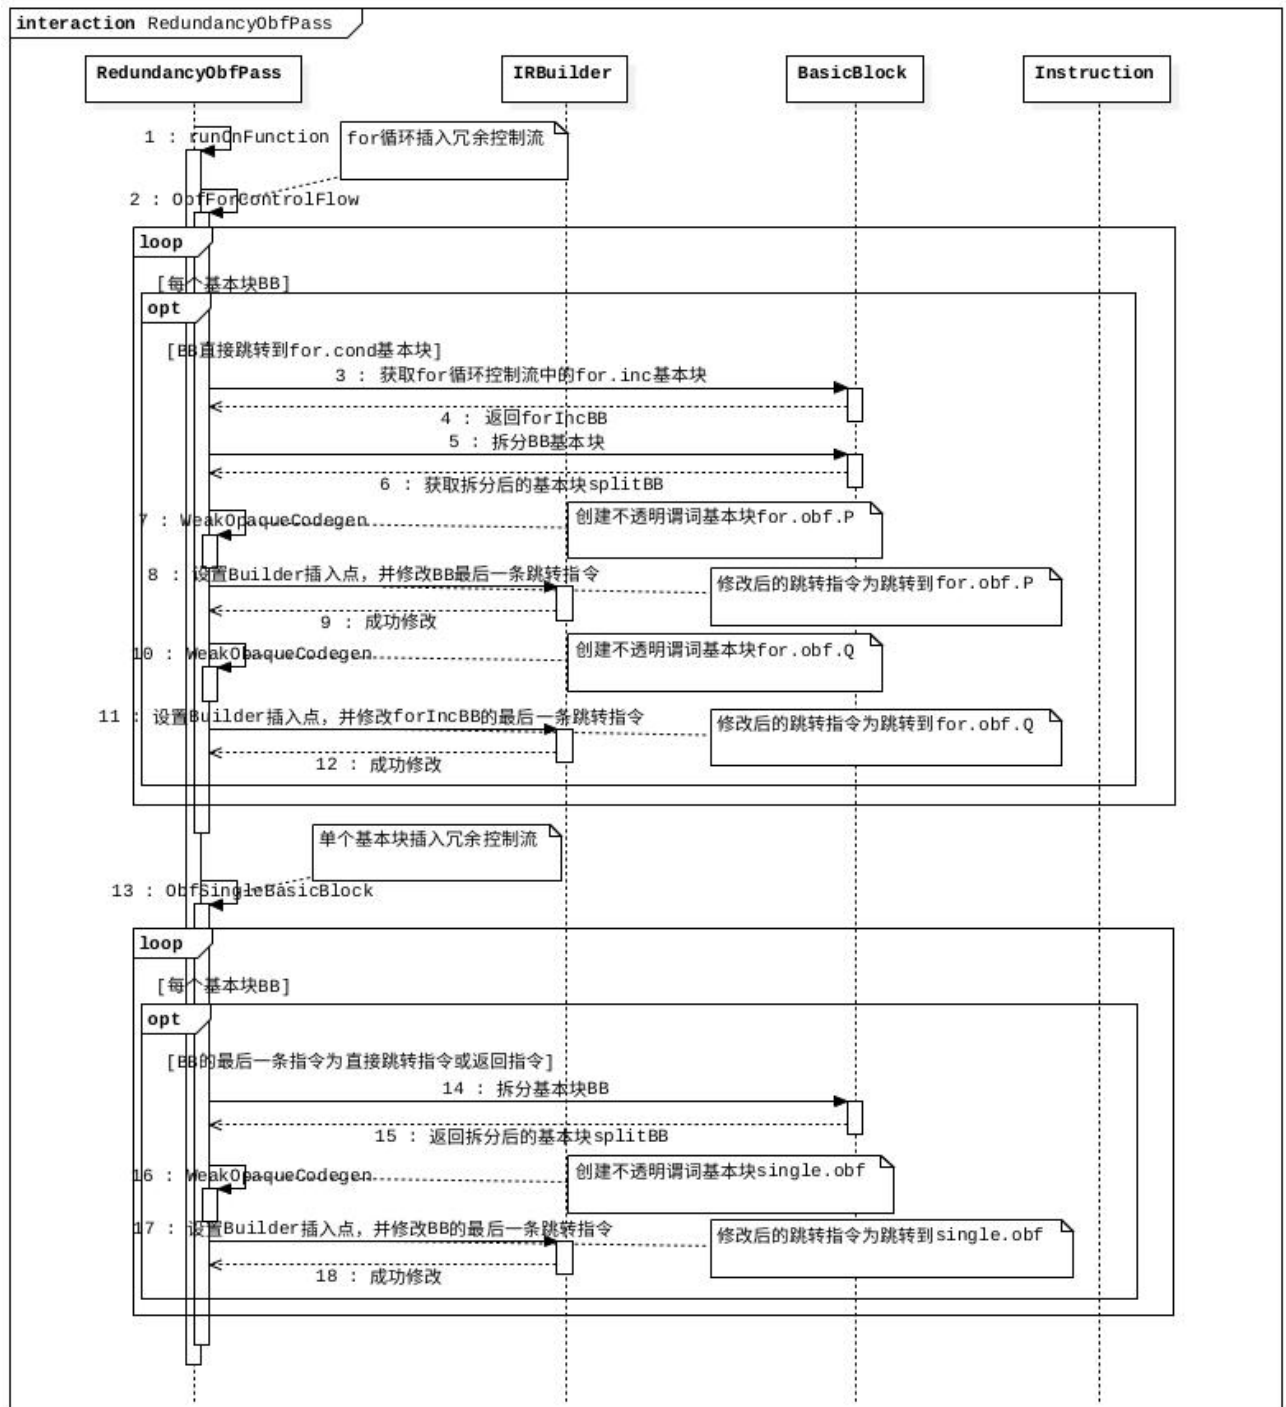 interaction RedundancyObfPass
RedundancyObfPass
IRBuilder
BasicBlock
Instruction
1 : runOnFunction
for循环插入冗余控制流
2 : ObfForControlFlow
loop
[每个基本块BB]
opt
[BB直接跳转到for.cond基本块]
3 : 获取for循环控制流中的for.inc基本块
4 : 返回forIncBB
5 : 拆分BB基本块
6 : 获取拆分后的基本块splitBB
7 : WeakOpaqueCodegen
创建不透明谓词基本块for.obf.P
8 : 设置Builder插入点，并修改BB最后一条跳转指令
修改后的跳转指令为跳转到for.obf.P
9 : 成功修改
10 : WeakOpaqueCodegen
创建不透明谓词基本块for.obf.Q
11 : 设置Builder插入点，并修改forIncBB的最后一条跳转指令
修改后的跳转指令为跳转到for.obf.Q
12 : 成功修改
单个基本块插入冗余控制流
13 : ObfSingleBasicBlock
loop
[每个基本块BB]
opt
[BB的最后一条指令为直接跳转指令或返回指令]
14 : 拆分基本块BB
15 : 返回拆分后的基本块splitBB
16 : WeakOpaqueCodegen
创建不透明谓词基本块single.obf
17 : 设置Builder插入点，并修改BB的最后一条跳转指令
修改后的跳转指令为跳转到single.obf
18 : 成功修改